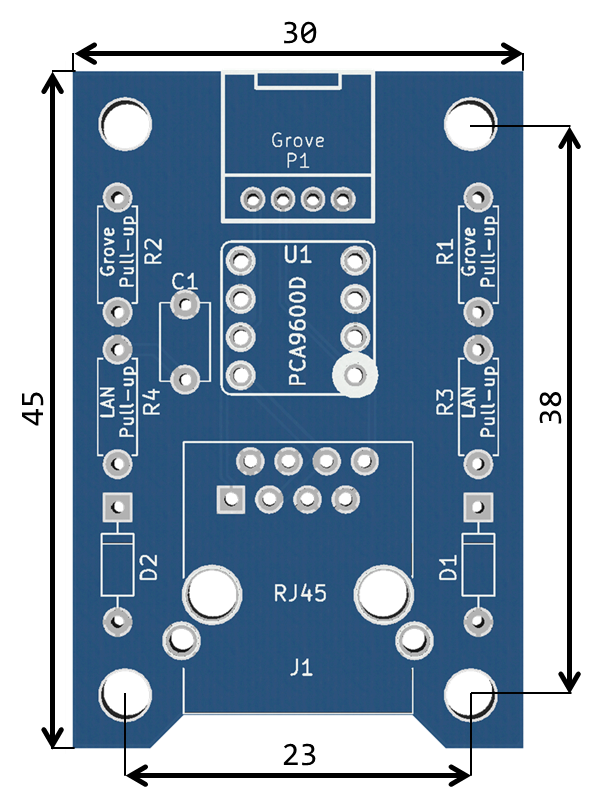 30
Grove
P1
Grove
Pull-up
R2
R1
Grove
Pull-up
U1
PCA9600D
C1
45
38
LAN
Pull-up
R4
R3
LAN
Pull-up
D2
D1
RJ45
J1
23